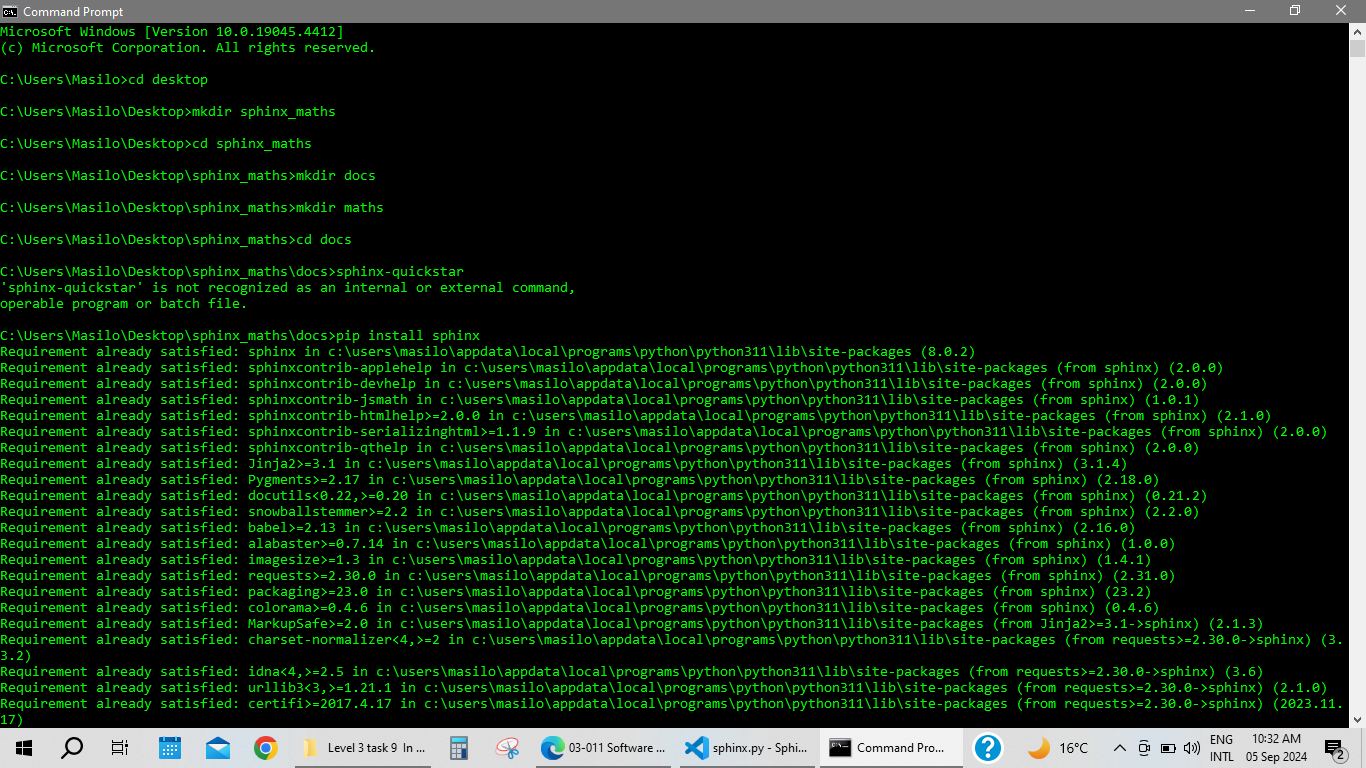 Command Prompt
Microsoft Windows [Version 10.0.19045.4412]
(c) Microsoft Corporation. All rights reserved.
C:\Users\Masilo>cd desktop
C:\Users\Masilo\Desktop>mkdir sphinx_maths
C:\Users\Masilo\Desktop>cd sphinx_maths
C:\Users\Masilo\Desktop\sphinx_maths>mkdir docs
C:\Users\Masilo\Desktop\sphinx_maths>mkdir maths
C:\Users\Masilo\Desktop\sphinx_maths>cd docs
C:\Users\Masilo\Desktop\sphinx_maths\docs>sphinx-quickstar
'sphinx-quickstar' is not recognized as an internal or external command,
operable program or batch file.
C:\Users\Masilo\Desktop\sphinx_maths\docs>pip install sphinx
Requirement already satisfied: sphinx in c:\users\masilo\appdata\local\programs\python\python311\lib\site-packages (8.0.2)
Requirement already satisfied: sphinxcontrib-applehelp in c:\users\masilo\appdata\local\programs\python\python311\lib\site-packages (from sphinx) (2.0.0)
Requirement already satisfied: sphinxcontrib-devhelp in c:\users\masilo\appdata\local\programs\python\python311\lib\site-packages (from sphinx) (2.0.0)
Requirement already satisfied: sphinxcontrib-jsmath in c:\users\masilo\appdata\local\programs\python\python311\lib\site-packages (from sphinx) (1.0.1)
Requirement already satisfied: sphinxcontrib-htmlhelp>=2.0.0 in c:\users\masilo\appdata\local\programs\python\python311\lib\site-packages (from sphinx) (2.1.0)
Requirement already satisfied: sphinxcontrib-serializinghtml>=1.1.9 in c:\users\masilo\appdata\local\programs\python\python311\lib\site-packages (from sphinx) (2.0.0)
Requirement already satisfied: sphinxcontrib-qthelp in c:\users\masilo\appdata\local\programs\python\python311\lib\site-packages (from sphinx) (2.0.0)
Requirement already satisfied: Jinja2>=3.1 in c:\users\masilo\appdata\local\programs\python\python311\lib\site-packages (from sphinx) (3.1.4)
Requirement already satisfied: Pygments>=2.17 in c:\users\masilo\appdata\local\programs\python\python311\lib\site-packages (from sphinx) (2.18.0)
Requirement already satisfied: docutils<0.22,>=0.20 in c:\users\masilo\appdata\local\programs\python\python311\lib\site-packages (from sphinx) (0.21.2)
Requirement already satisfied: snowballstemmer>=2.2 in c:\users\masilo\appdata\local\programs\python\python311\lib\site-packages (from sphinx) (2.2.0)
Requirement already satisfied: babel>=2.13 in c:\users\masilo\appdata\local\programs\python\python311\lib\site-packages (from sphinx) (2.16.0)
Requirement already satisfied: alabaster>=0.7.14 in c:\users\masilo\appdata\local\programs\python\python311\lib\site-packages (from sphinx) (1.0.0)
Requirement already satisfied: imagesize>=1.3 in c:\users\masilo\appdata\local\programs\python\python311\lib\site-packages (from sphinx) (1.4.1)
Requirement already satisfied: requests>=2.30.0 in c:\users\masilo\appdata\local\programs\python\python311\lib\site-packages (from sphinx) (2.31.0)
Requirement already satisfied: packaging>=23.0 in c:\users\masilo\appdata\local\programs\python\python311\lib\site-packages (from sphinx) (23.2)
Requirement already satisfied: colorama>=0.4.6 in c:\users\masilo\appdata\local\programs\python\python311\lib\site-packages (from sphinx) (0.4.6)
Requirement already satisfied: MarkupSafe>=2.0 in c:\users\masilo\appdata\local\programs\python\python311\lib\site-packages (from Jinja2>=3.1->sphinx) (2.1.3)
Requirement already satisfied: charset-normalizer<4,>=2 in c:\users\masilo\appdata\local\programs\python\python311\lib\site-packages (from requests>=2.30.0->sphinx) (3.
3.2)
Requirement already satisfied: idna<4,>=2.5 in c:\users\masilo\appdata\local\programs\python\python311\lib\site-packages (from requests>=2.30.0->sphinx) (3.6)
Requirement already satisfied: urllib3<3,>=1.21.1 in c:\users\masilo\appdata\local\programs\python\python311\lib\site-packages (from requests>=2.30.0->sphinx) (2.1.0)
Requirement already satisfied: certifi>=2017.4.17 in c:\users\masilo\appdata\local\programs\python\python311\lib\site-packages (from requests>=2.30.0->sphinx) (2023.11.
17)
Level 3 task 9 In ...
03-011 Software ...
sphinx.py - Sphi...
Command Pro...
16°C
ENG
INTL
10:32 AM
05 Sep 2024
2